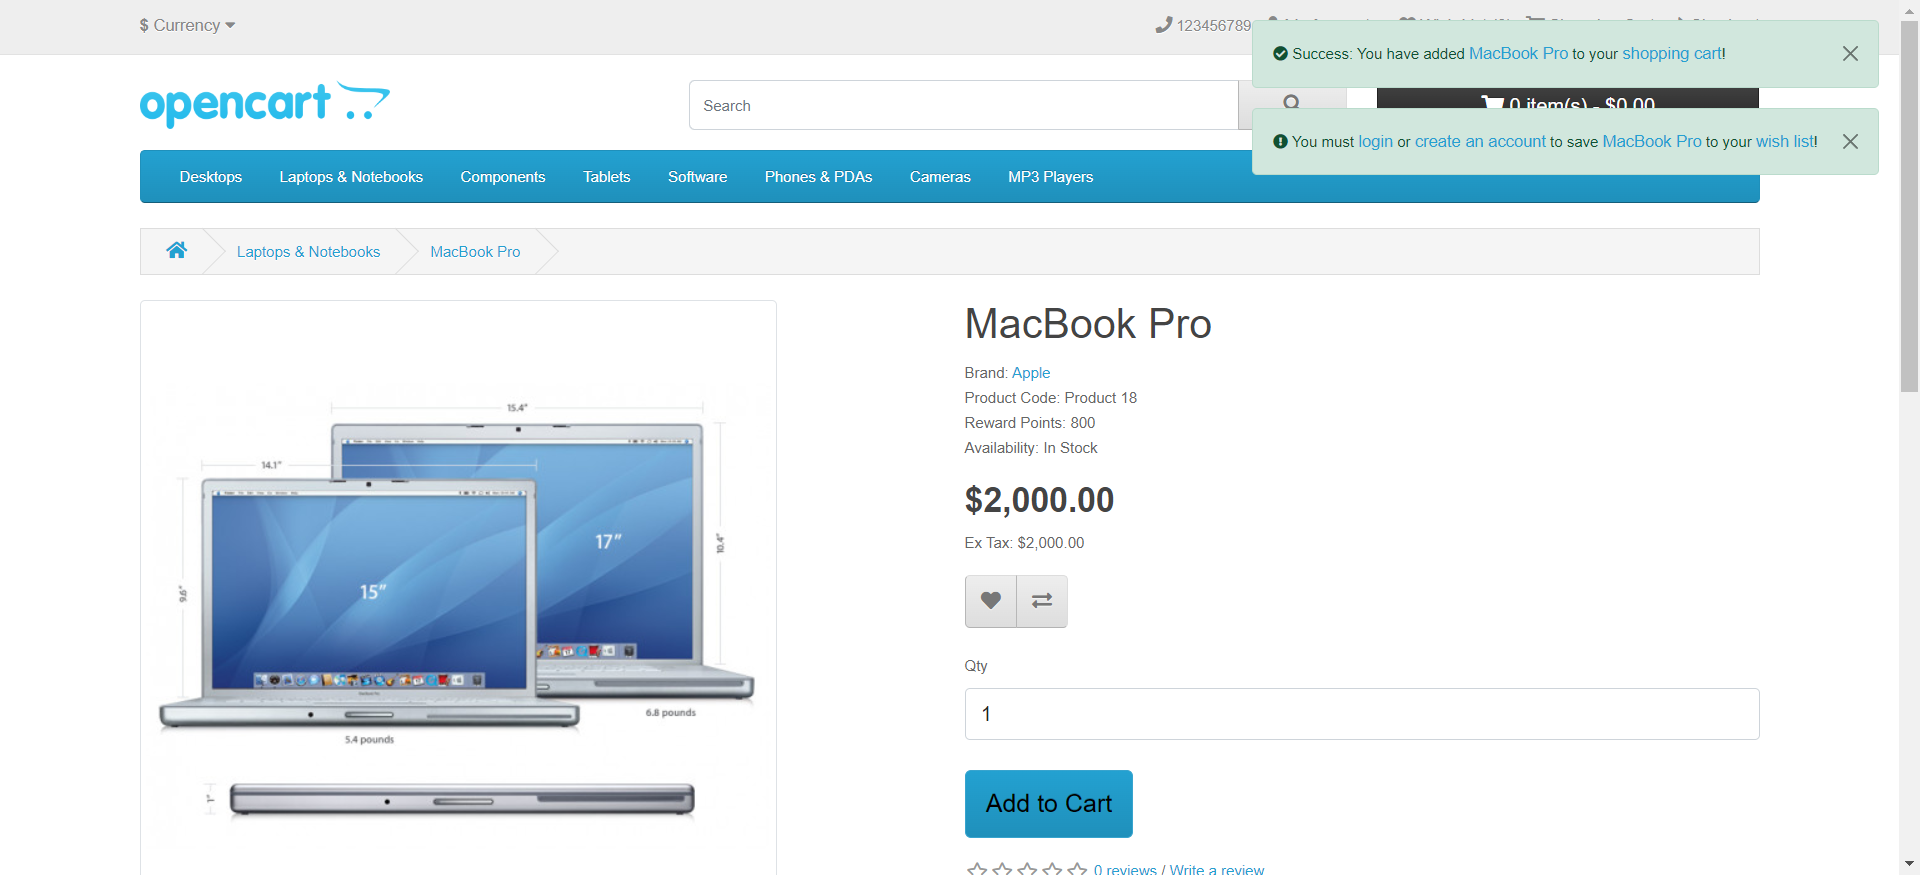 $ Currency
123456789
Success: You have added MacBook Pro to your shopping cart!
opencart
Search
0 item(s) - $0.00
You must login or create an account to save MacBook Pro to your wish list!
Desktops
Laptops & Notebooks
Components
Tablets
Software
Phones & PDAs
Cameras
MP3 Players
Laptops & Notebooks
MacBook Pro
MacBook Pro
Brand: Apple
Product Code: Product 18
Reward Points: 800
Availability: In Stock
$2,000.00
Ex Tax: $2,000.00
15.4"
14.1"
17"
10.4"
15"
9.6"
6.8 pounds
5.4 pounds
1"
Qty
1
Add to Cart
0 reviews / Write a review